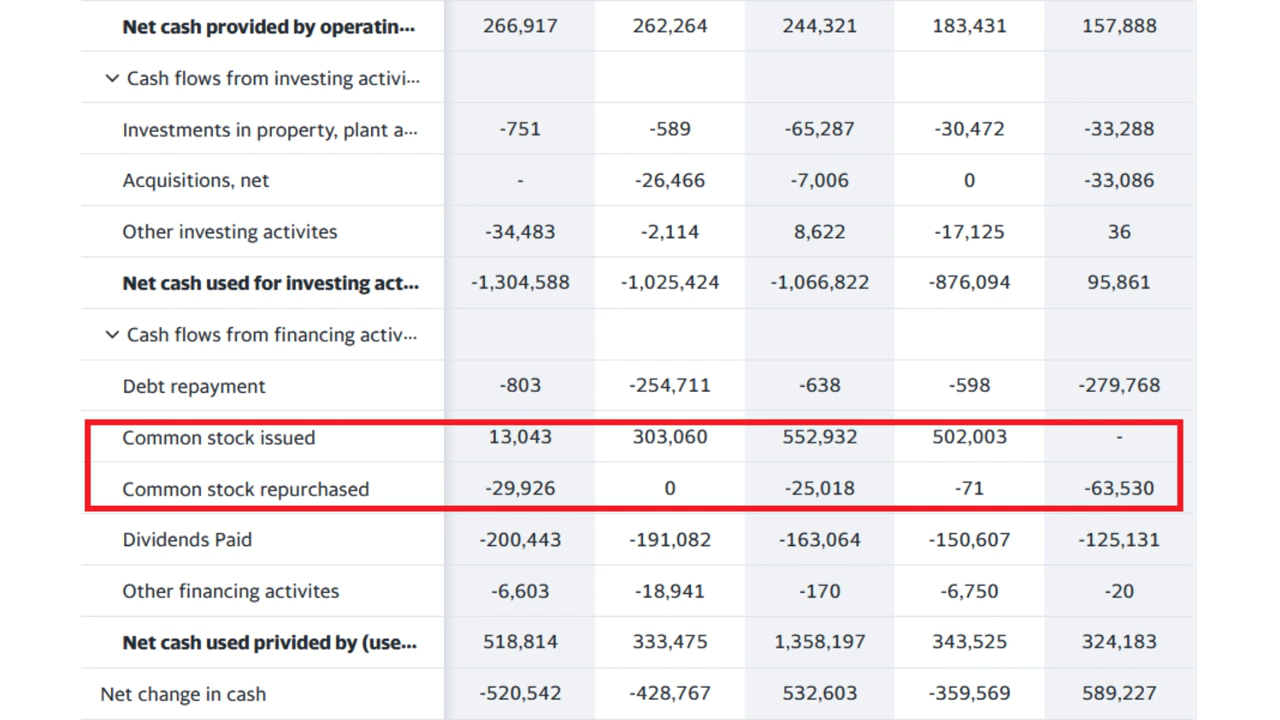 Net cash provided by operatin... 266,917 262,264 244,321 183,431 157,888
Cash flows from investing activi...
Investments in property, plant a... -751 -589 -65,287 -30,472 -33,288
Acquisitions, net - -26,466 -7,006 0 -33,086
Other investing activites -34,483 -2,114 8,622 -17,125 36
Net cash used for investing act... -1,304,588 -1,025,424 -1,066,822 -876,094 95,861
Cash flows from financing activ...
Debt repayment -803 -254,711 -638 -598 -279,768
Common stock issued 13,043 303,060 552,932 502,003 -
Common stock repurchased -29,926 0 -25,018 -71 -63,530
Dividends Paid -200,443 -191,082 -163,064 -150,607 -125,131
Other financing activites -6,603 -18,941 -170 -6,750 -20
Net cash used privided by (use... 518,814 333,475 1,358,197 343,525 324,183
Net change in cash -520,542 -428,767 532,603 -359,569 589,227